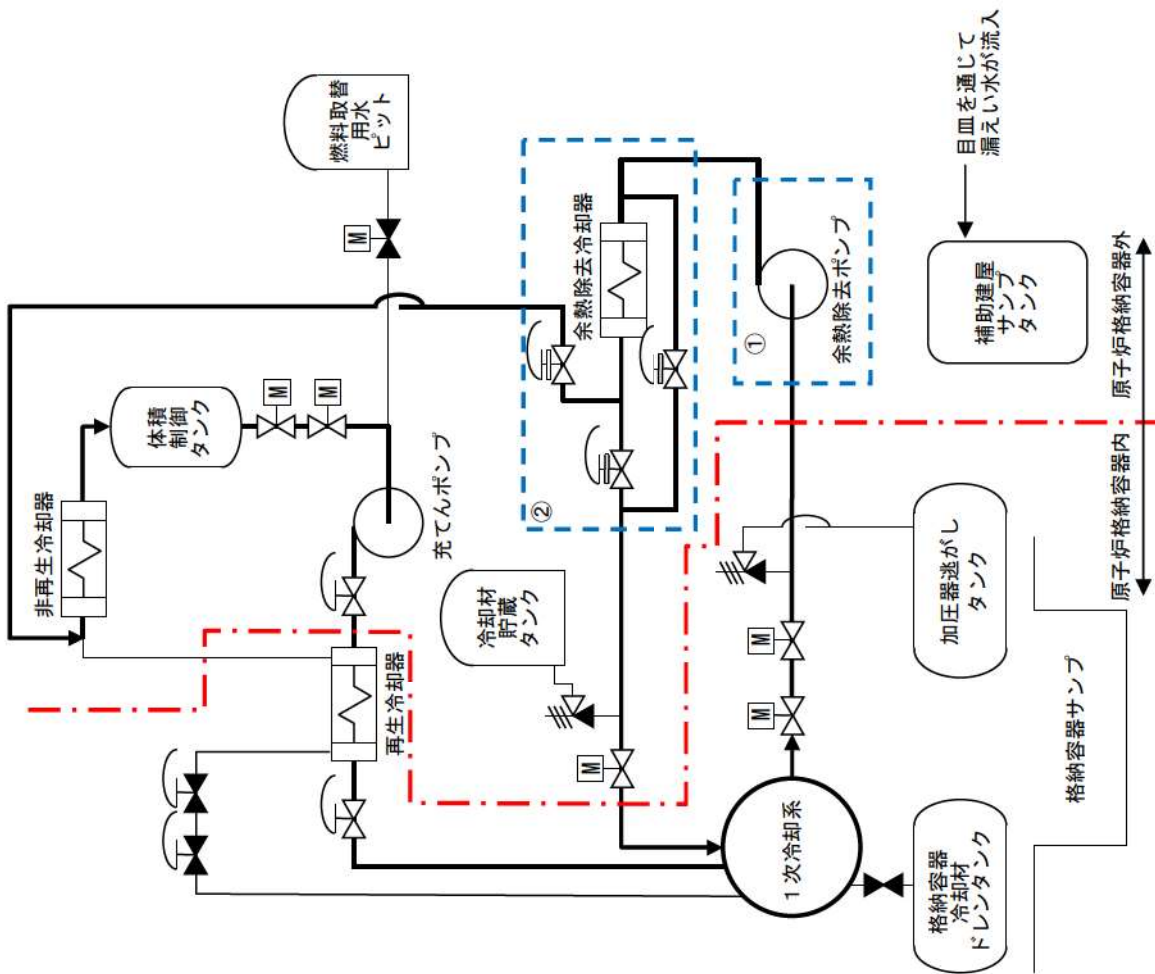 燃料取替
用水
ピット
M
体積
制御
タンク
M
M
非再生冷却器
充てんポンプ
再生冷却器
余熱除去冷却器
②
冷却材
貯蔵
タンク
M
1次冷却系
M
M
①
余熱除去ポンプ
目皿を通じて
漏えい水が流入
補助建屋
サンプ
タンク
加圧器逃がし
タンク
格納容器
冷却材
ドレンタンク
格納容器サンプ
原子炉格納容器内
原子炉格納容器外